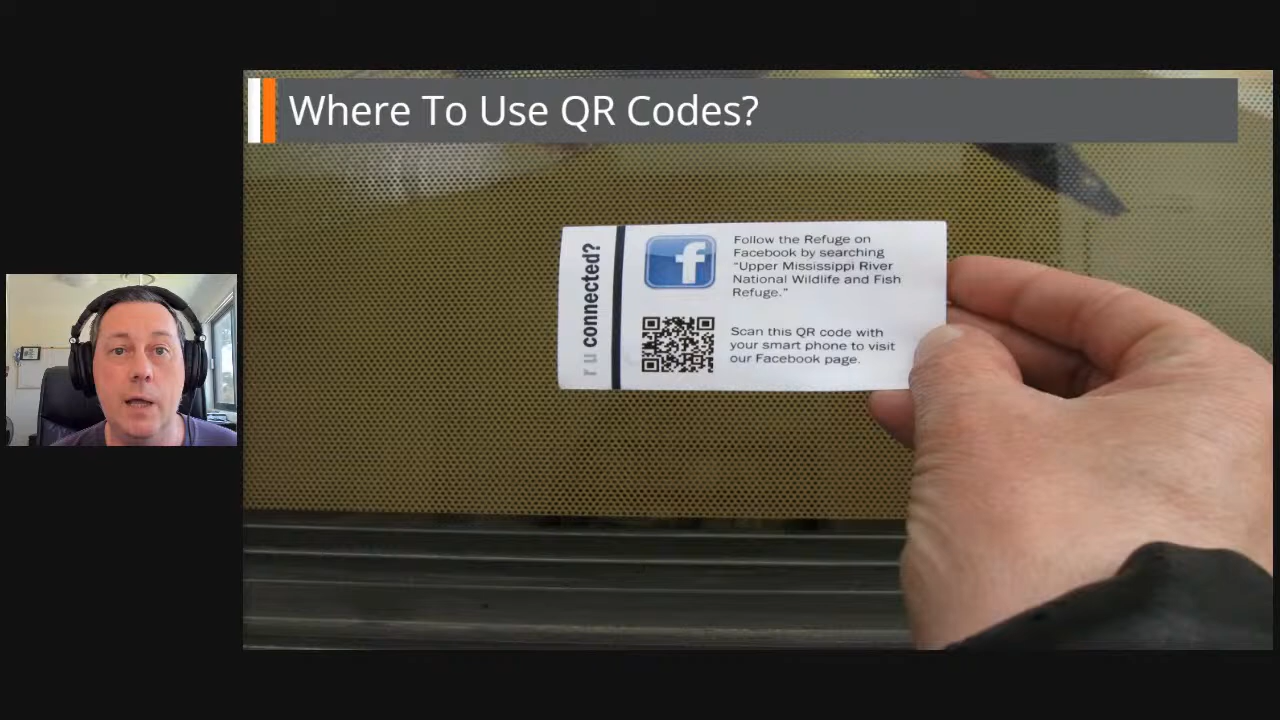 Where To Use QR Codes?
r u connected?
f
Follow the Refuge on
Facebook by searching
“Upper Mississippi River
National Wildlife and Fish
Refuge.”
Scan this QR code with
your smart phone to visit
our Facebook page.